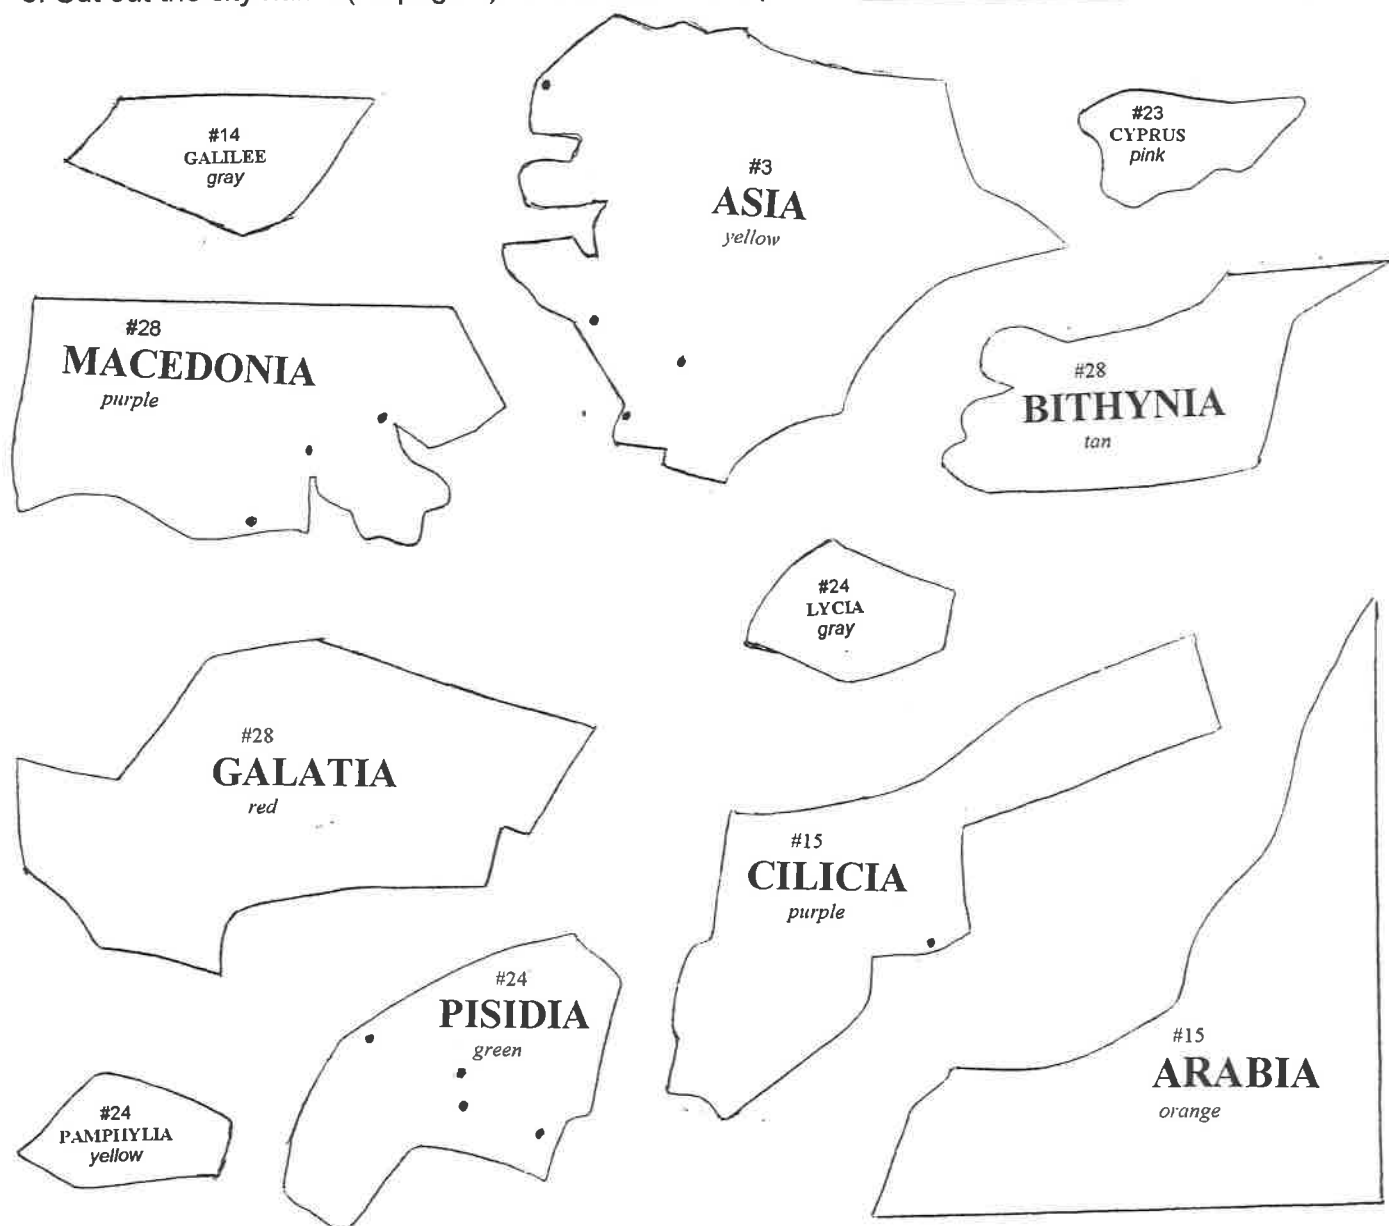 #14
GALILEE
gray
#3
ASIA
yellow
#23
CYPRUS
pink
#28
MACEDONIA
purple
#28
BITHYNIA
tan
#24
LYCIA
gray
#28
GALATIA
red
#15
CILICIA
purple
#24
PISIDIA
green
#15
ARABIA
orange
#24
PAMPHYLIA
yellow